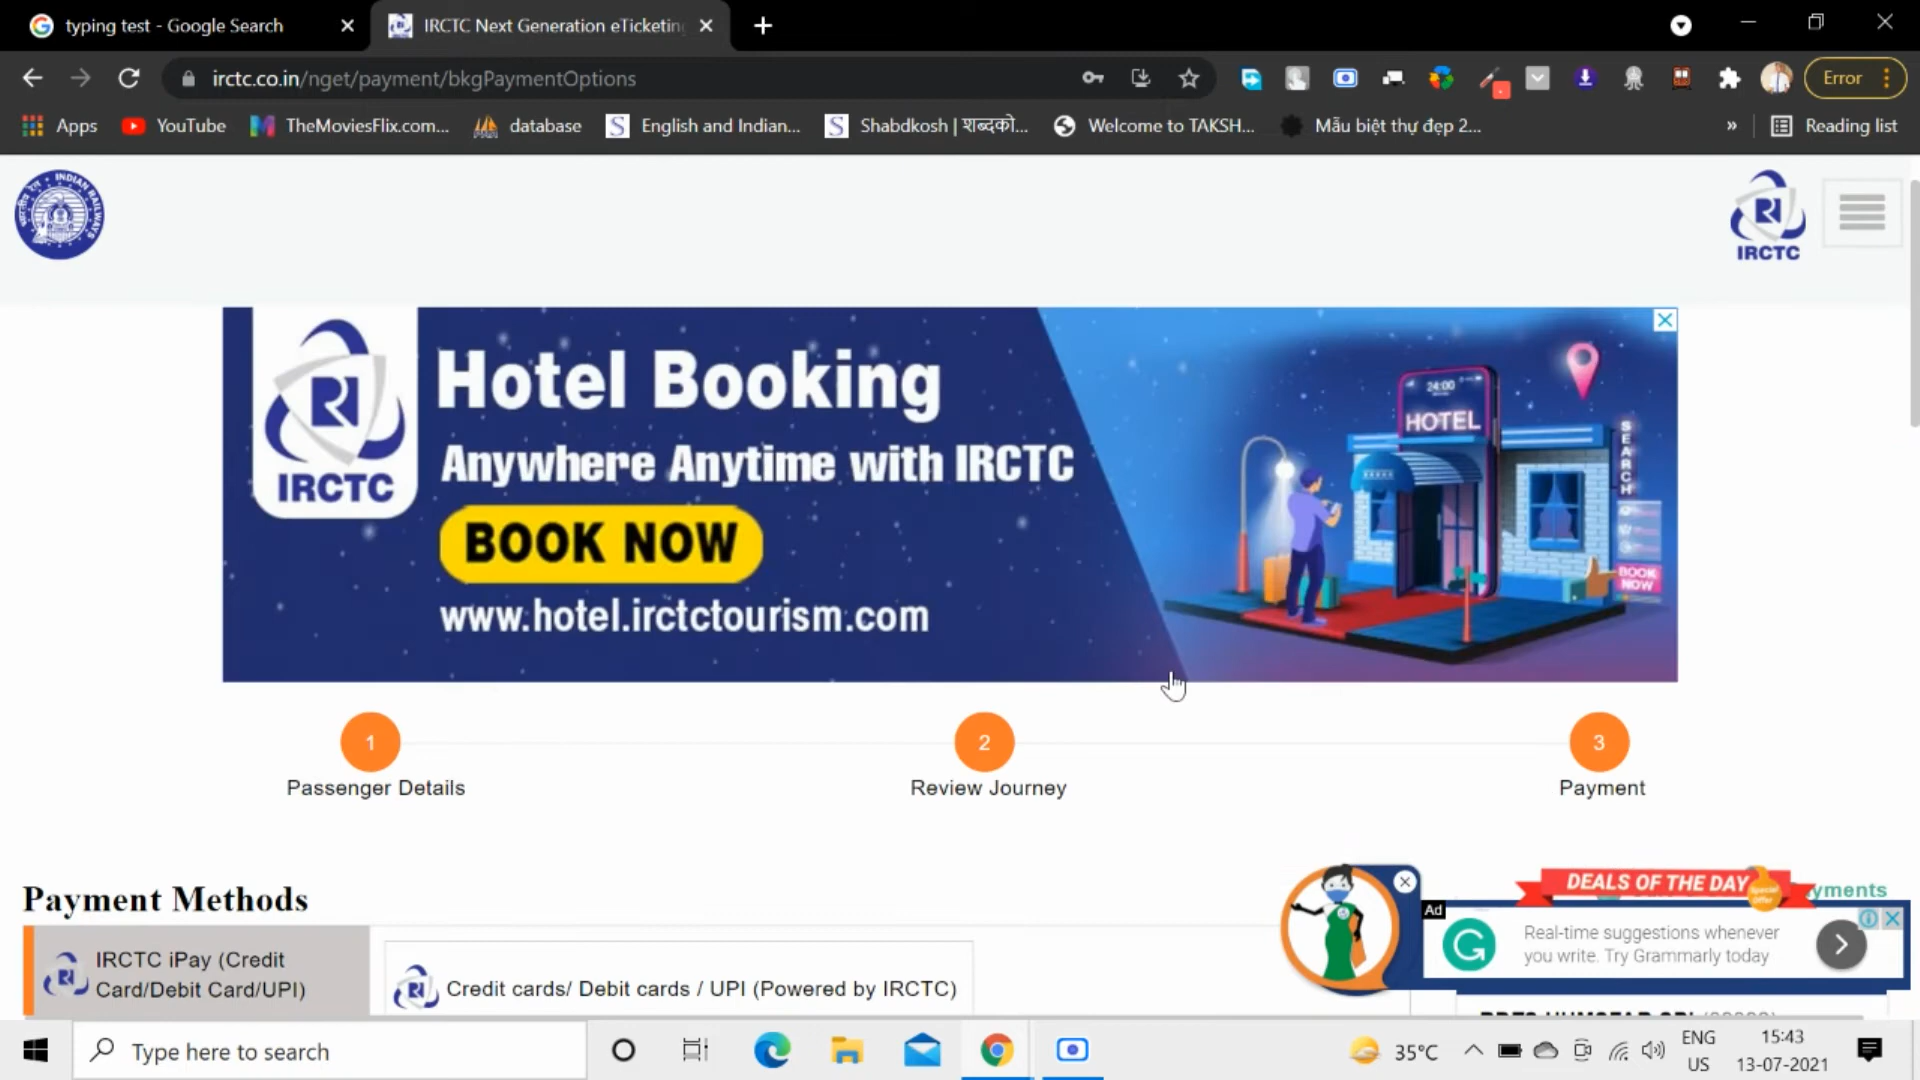 typing test - Google Search
IRCTC Next Generation eTicketing
irctc.co.in/nget/payment/bkgPaymentOptions
Error
Apps
YouTube
TheMoviesFlix.com...
database
English and Indian...
Shabdkosh | शब्दको...
Welcome to TAKSH...
Mẫu biệt thự đẹp 2...
»
Reading list
INDIAN RAILWAYS
IRCTC
IRCTC
Hotel Booking
Anywhere Anytime with IRCTC
BOOK NOW
www.hotel.irctctourism.com
24:00
HOTEL
SEARCH
BOOK NOW
1
2
3
Passenger Details
Review Journey
Payment
Payment Methods
DEALS OF THE DAY
Special Offer
yments
Ad
Real-time suggestions whenever
you write. Try Grammarly today
IRCTC iPay (Credit
Card/Debit Card/UPI)
Credit cards/ Debit cards / UPI (Powered by IRCTC)
Type here to search
35°C
ENG
US
15:43
13-07-2021